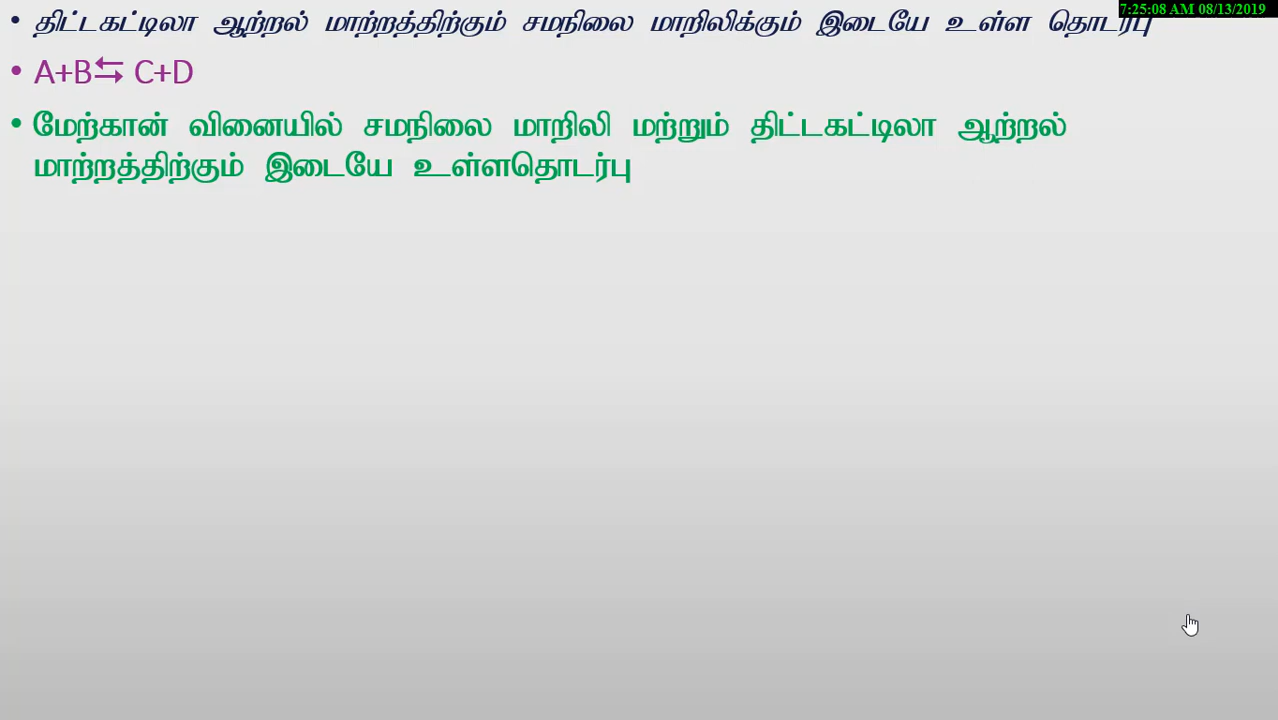 7:25:08 AM 08/13/2019
• திட்டகட்டிலா ஆற்றல் மாற்றத்திற்கும் சமநிலை மாறிலிக்கும் இடையே உள்ள தொடர்பு
• A+B⇆ C+D
• மேற்கான் வினையில் சமநிலை மாறிலி மற்றும் திட்டகட்டிலா ஆற்றல்
மாற்றத்திற்கும் இடையே உள்ளதொடர்பு